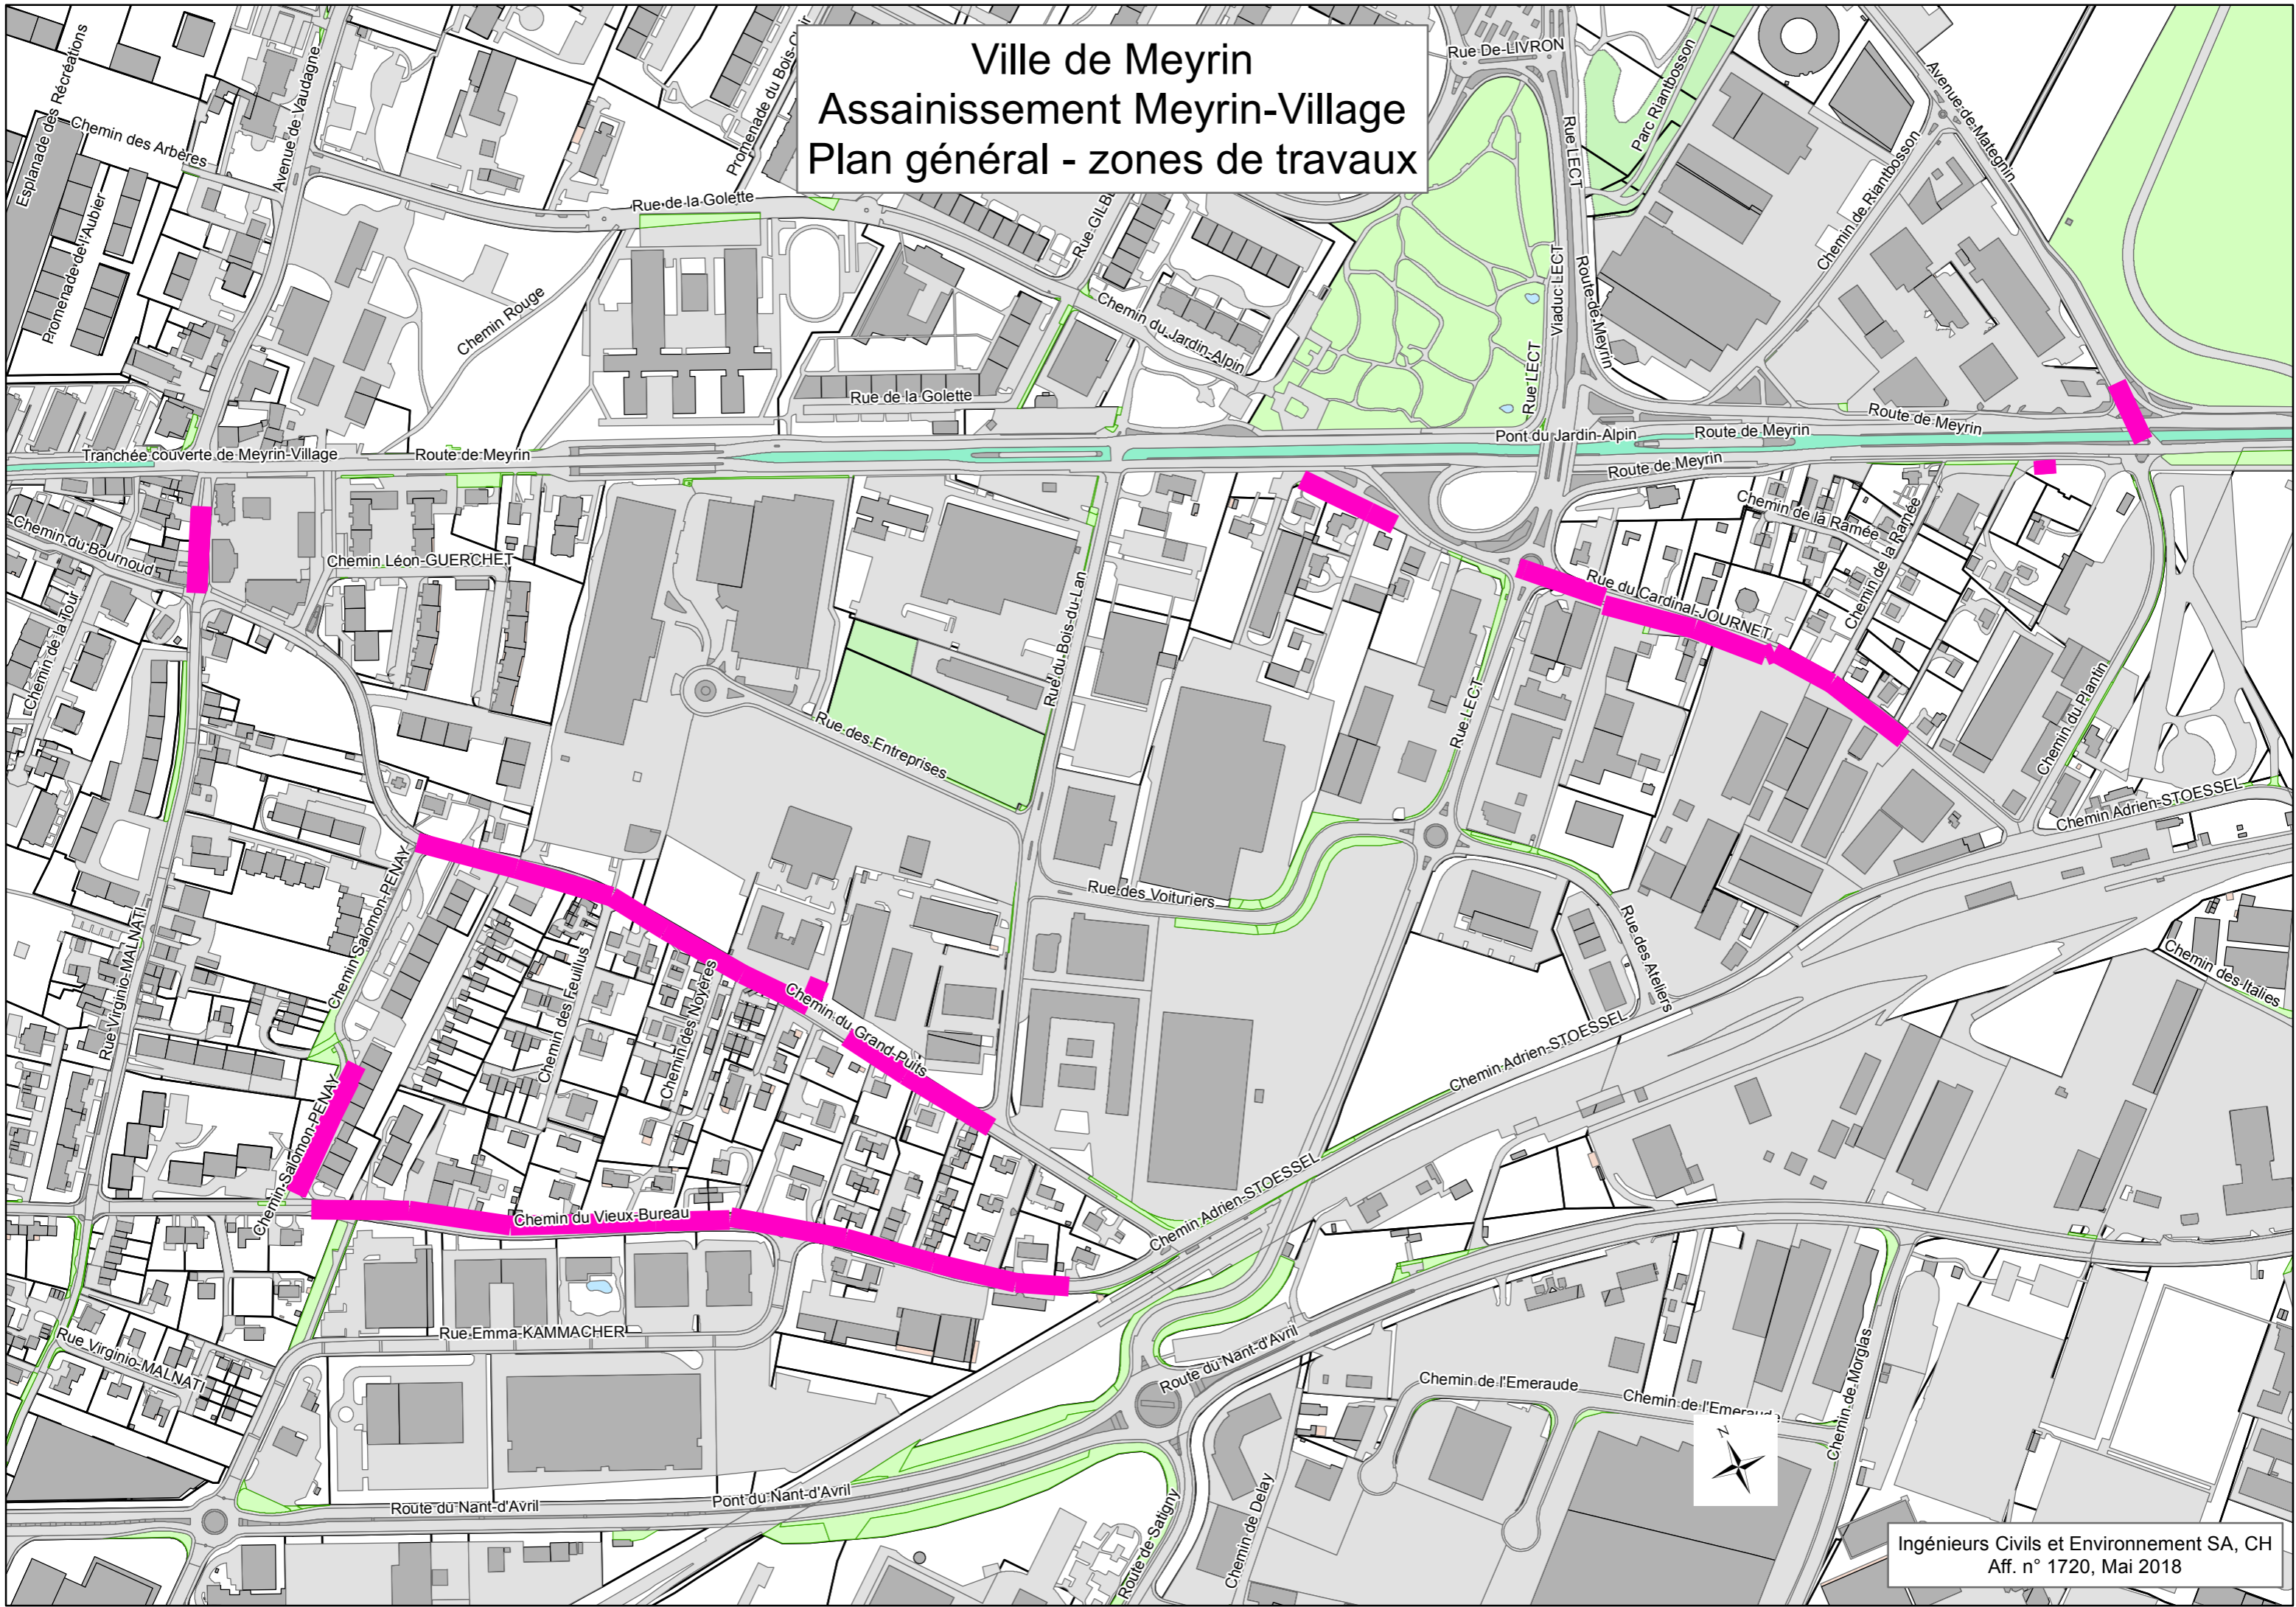 Ville de Meyrin
Assainissement Meyrin-Village
Plan général - zones de travaux
Esplanade des Récréations
Chemin des Arbères
Avenue de Vaudagne
Promenade du Bois-Clair
Rue De-LIVRON
Rue LECT
Parc Riantbosson
Avenue de Mategnin
Chemin de Riantbosson
Promenade de l'Aubier
Rue de la Golette
Chemin Rouge
Chemin du Jardin-Alpin
Viaduc LECT
Route de Meyrin
Rue LECT
Rue de la Golette
Route de Meyrin
Tranchée couverte de Meyrin-Village
Route de Meyrin
Pont du Jardin-Alpin
Route de Meyrin
Route de Meyrin
Chemin du Bournoud
Chemin Léon-GUERCHET
Chemin de la Tour
Rue du Bois-du-Lan
Chemin de la Ramée
Chemin de la Ramée
Rue du Cardinal-JOURNET
Rue des Entreprises
Rue LECT
Chemin du Plantin
Chemin Adrien-STOESSEL
Chemin Salomon-PENAY
Rue des Voituriers
Rue des Ateliers
Chemin des Italies
Rue Virginio-MALNATI
Chemin des Feuillus
Chemin des Noyères
Chemin du Grand-Puits
Chemin Adrien-STOESSEL
Chemin Salomon-PENAY
Chemin du Vieux-Bureau
Chemin Adrien-STOESSEL
Rue Emma-KAMMACHER
Rue Virginio-MALNATI
Route du Nant-d'Avril
Chemin de l'Emeraude
Chemin de l'Emeraude
Chemin de Morglas
N
Route du Nant-d'Avril
Pont du Nant-d'Avril
Route de Satigny
Chemin de Delay
Ingénieurs Civils et Environnement SA, CH
Aff. n° 1720, Mai 2018